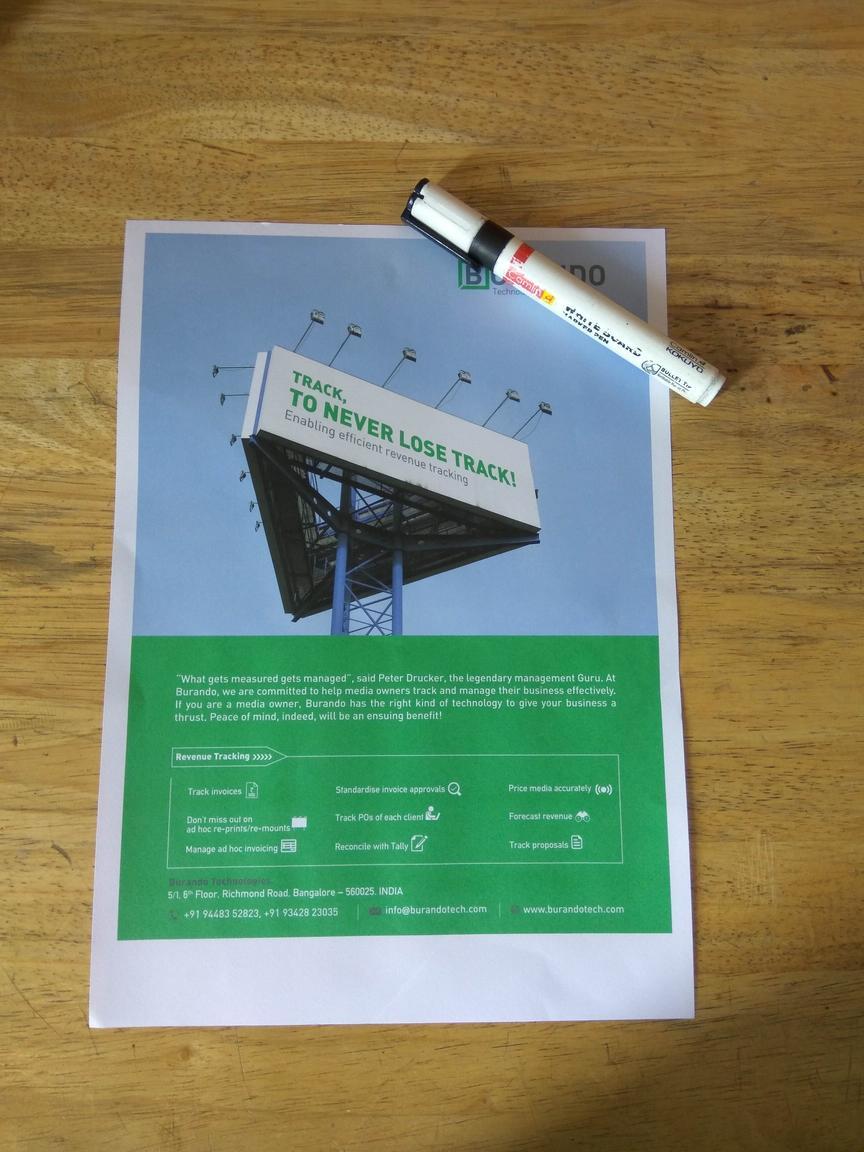 BURANDO
Camlin
WHITE BOARD
MARKER PEN
KOKUYO
BULLET TIP
TRACK,
TO NEVER LOSE TRACK!
Enabling efficient revenue tracking
"What gets measured gets managed", said Peter Drucker, the legendary management Guru. At
Burando, we are committed to help media owners track and manage their business effectively.
If you are a media owner, Burando has the right kind of technology to give your business a
thrust. Peace of mind, indeed, will be an ensuing benefit!
Revenue Tracking >>>>>
Track invoices Standardise invoice approvals Price media accurately
Don't miss out on
ad hoc re-prints/re-mounts Track POs of each client Forecast revenue
Manage ad hoc invoicing Reconcile with Tally Track proposals
Burando Technologies
5/1, 6th Floor, Richmond Road, Bangalore – 560025. INDIA
+91 94483 52823, +91 93428 23035 info@burandotech.com www.burandotech.com